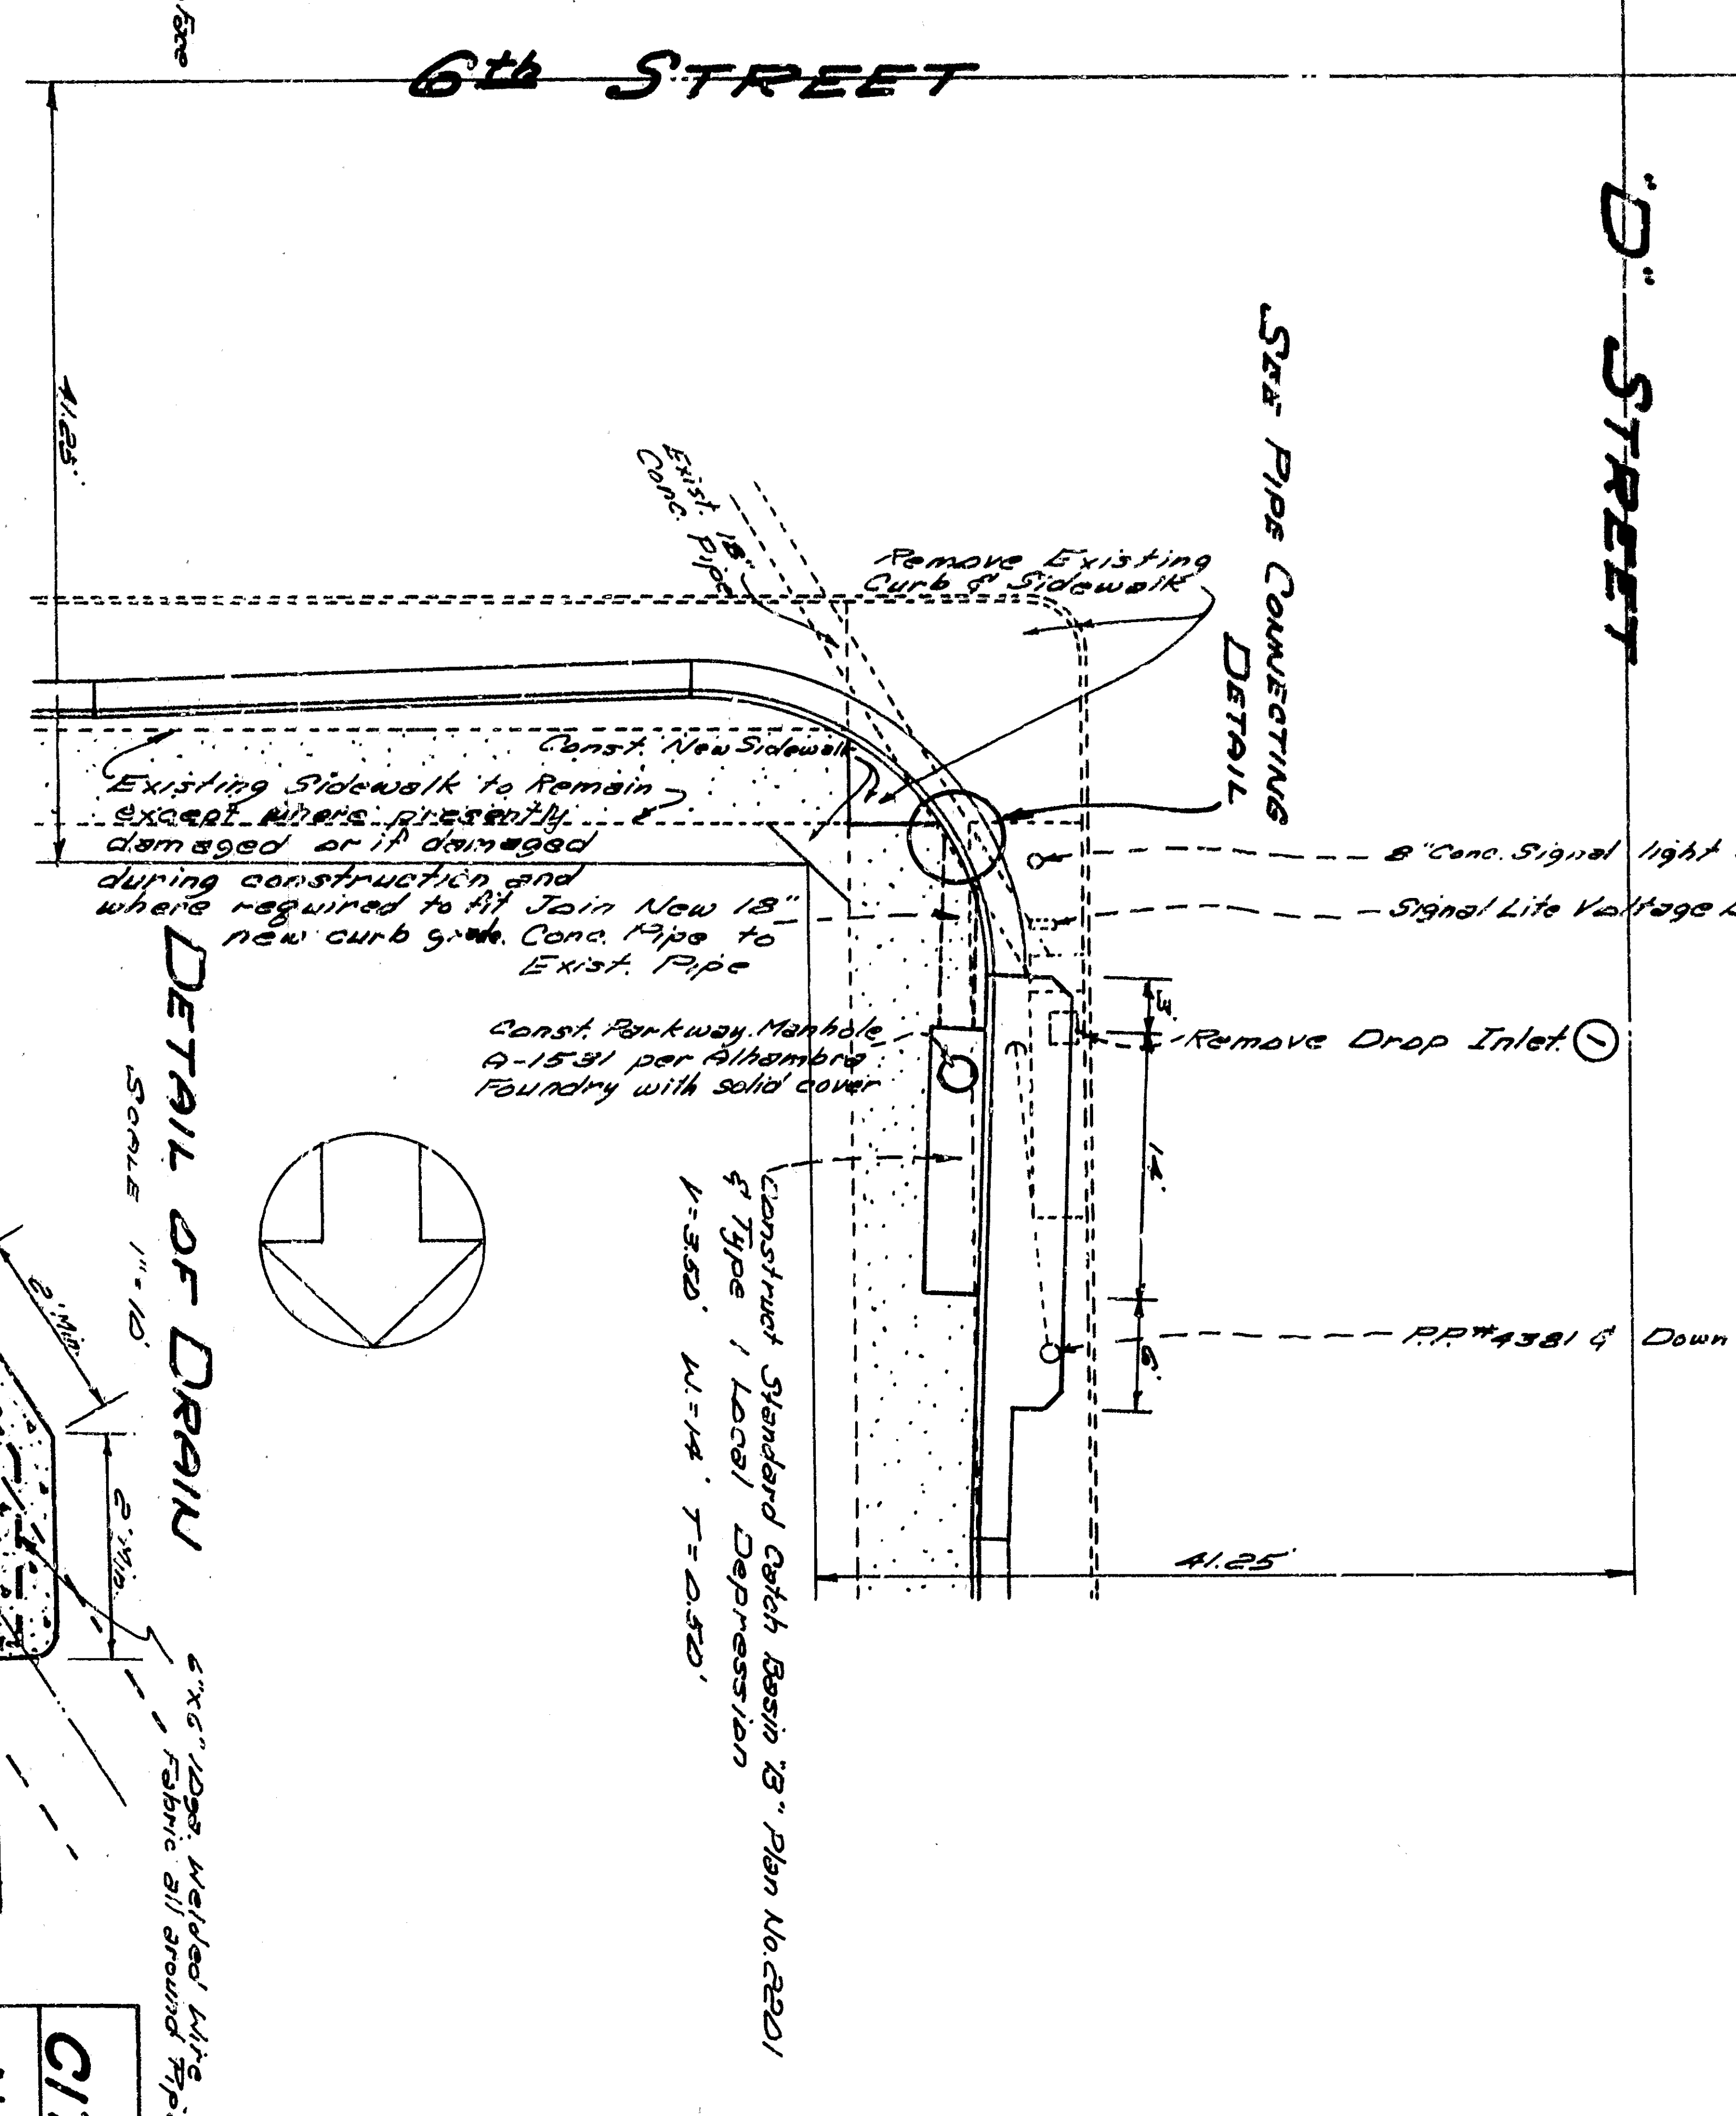 Face
6th STREET
"D" STREET
41.25'
SEE PIPE CONNECTING
DETAIL
Exist. 18"
Conc. Pipe
Remove Existing
Curb & Sidewalk
Const. New Sidewalk
Existing Sidewalk to Remain
except where presently
damaged or if damaged
during construction and
where required to fit
new curb grade.
Join New 18"
Conc. Pipe to
Exist. Pipe
8" Conc. Signal light
Signal Lite Voltage
Const. Parkway Manhole
A-1531 per Alhambra
Foundry with solid cover
Remove Drop Inlet. 1
3'
14'
6'
P.P.#4381 & Down
Construct Standard Catch Basin "B" Plan No. 2201
& Type 1 Local Depression
V=3.50' W=14' T=0.50'
41.25'
DETAIL OF DRAIN
SCALE 1"=10'
2' Min.
2" Min.
6"x6" 10ga. Welded Wire
Fabric all around